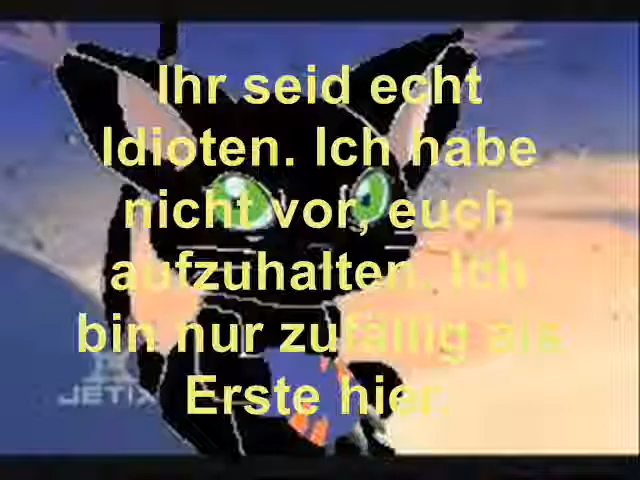 Ihr seid echt
Idioten. Ich habe
nicht vor, euch
aufzuhalten. Ich
bin nur zufällig als
Erste hier.
JETIX